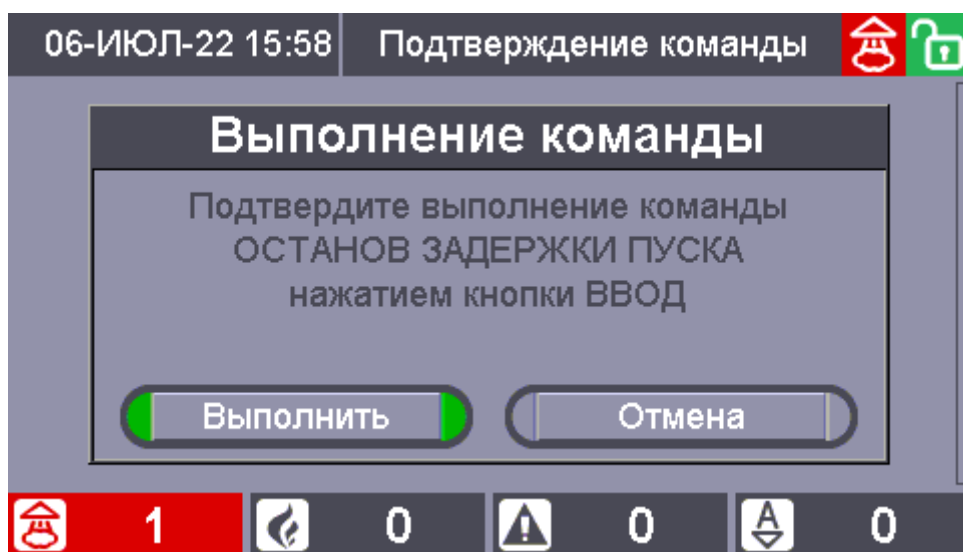 06-ИЮЛ-22 15:58 Подтверждение команды
Выполнение команды
Подтвердите выполнение команды
ОСТАНОВ ЗАДЕРЖКИ ПУСКА
нажатием кнопки ВВОД
Выполнить Отмена
1 0 0 A 0